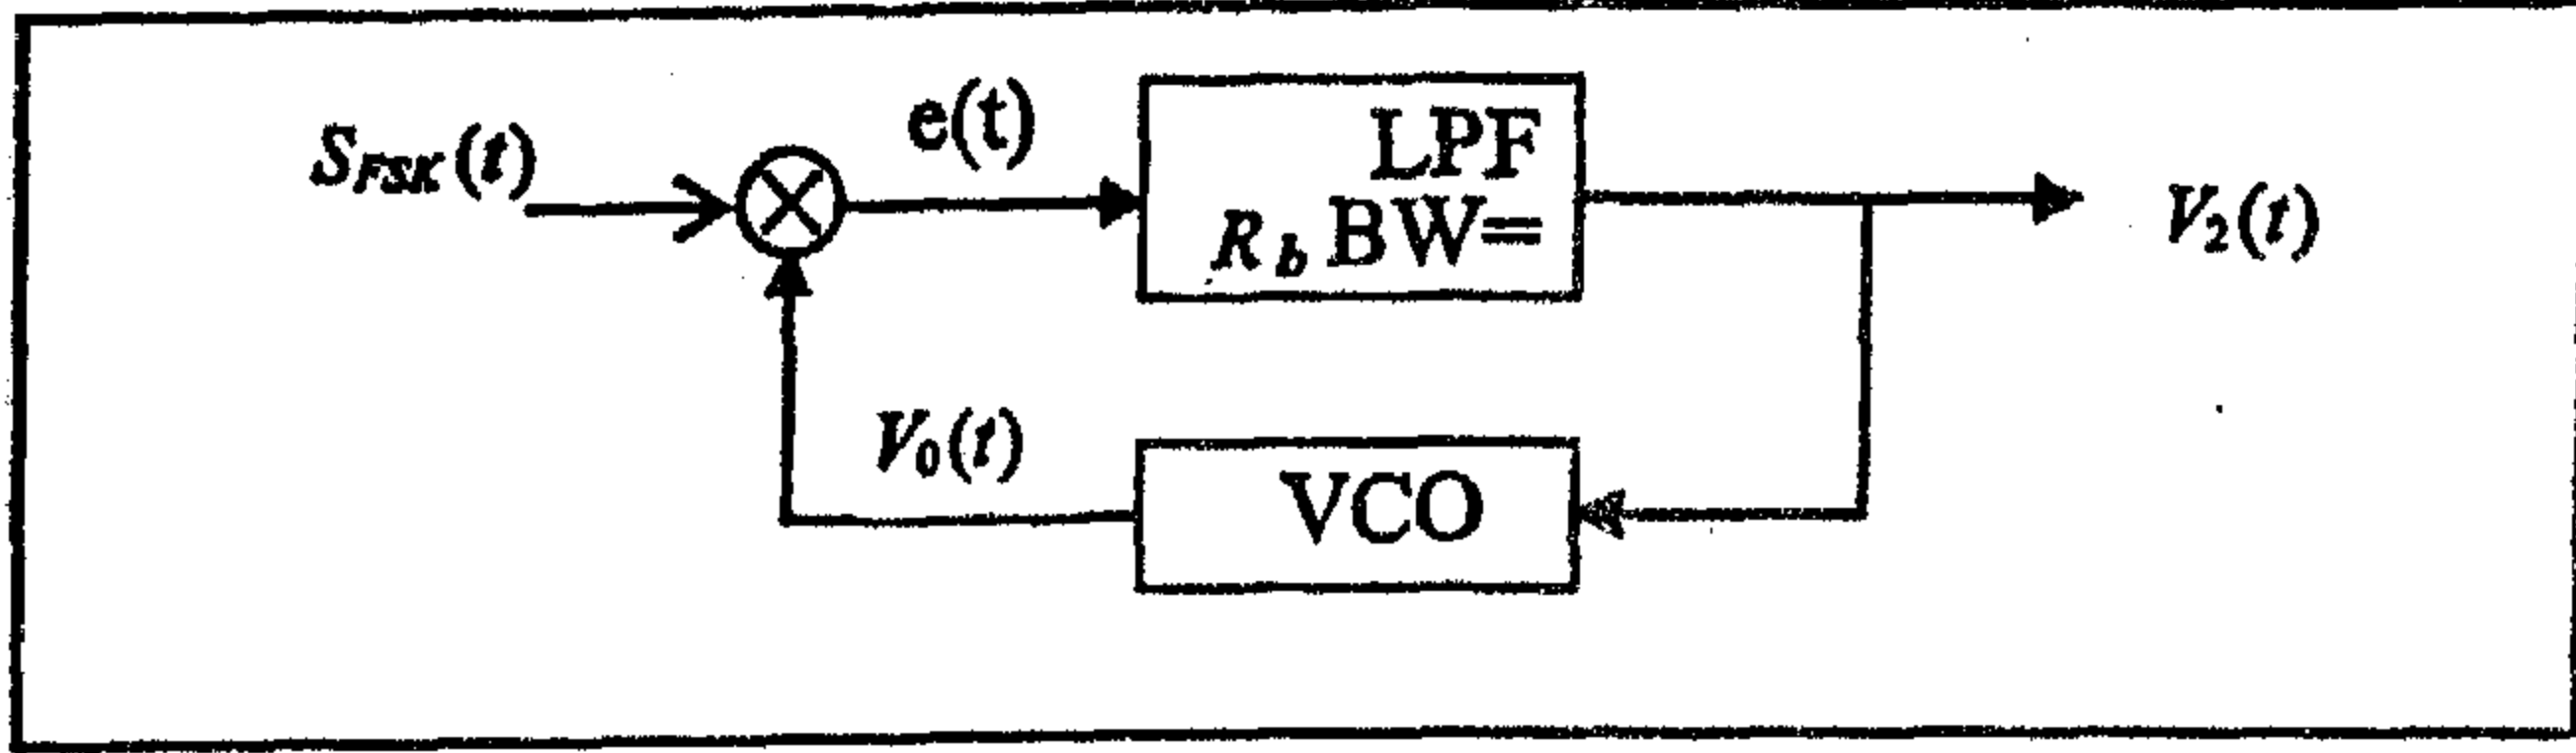 S_FSK(t)
e(t)
LPF
R_b BW=
V_2(t)
V_0(t)
VCO